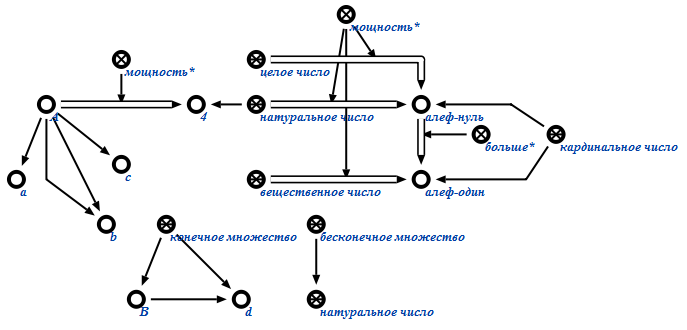 мощность*
мощность*
целое число
A
4
натуральное число
алеф-нуль
больше*
кардинальное число
a
c
вещественное число
алеф-один
b
конечное множество
бесконечное множество
B
d
натуральное число